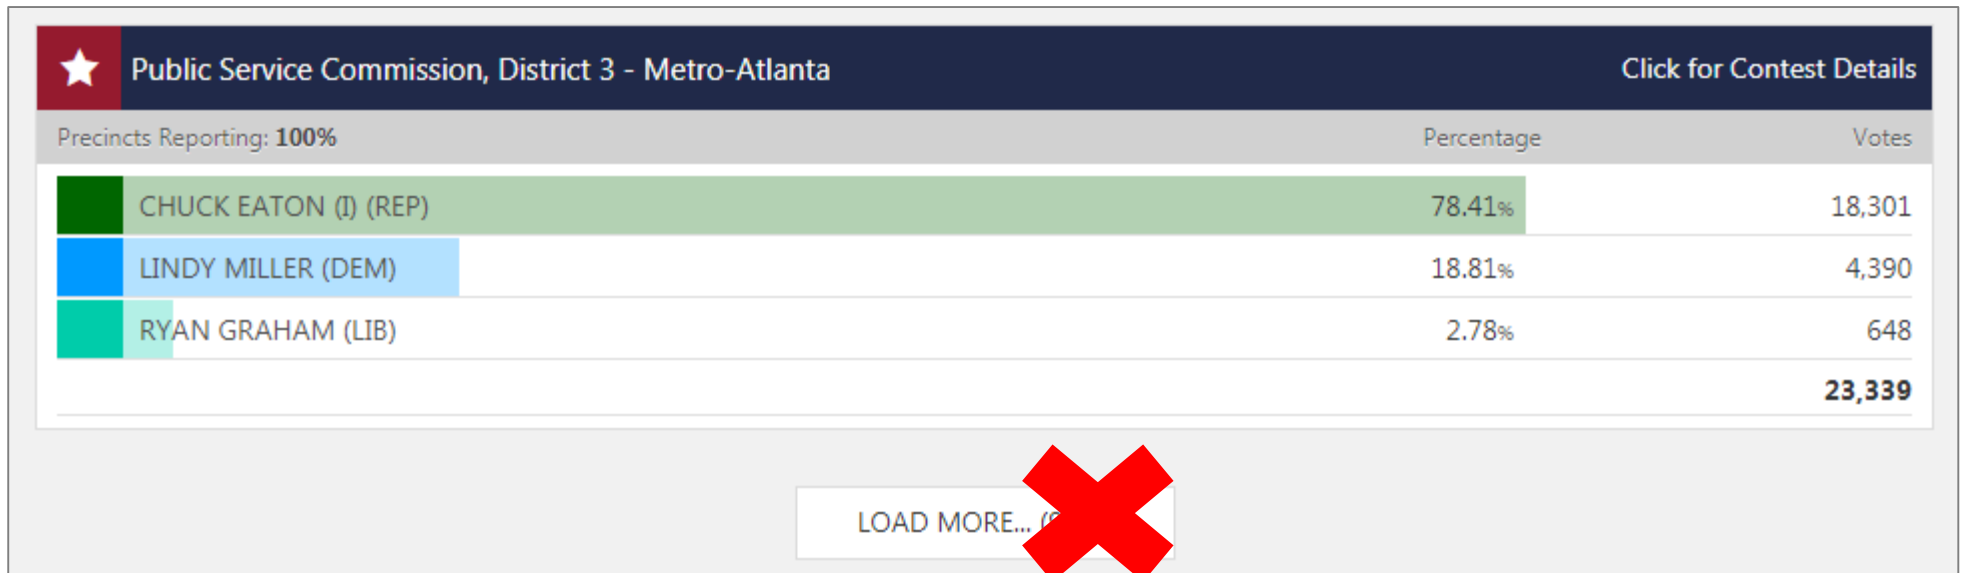 Public Service Commission, District 3 - Metro-Atlanta Click for Contest Details
Precincts Reporting: 100% Percentage Votes
CHUCK EATON (I) (REP) 78.41% 18,301
LINDY MILLER (DEM) 18.81% 4,390
RYAN GRAHAM (LIB) 2.78% 648
23,339
LOAD MORE...